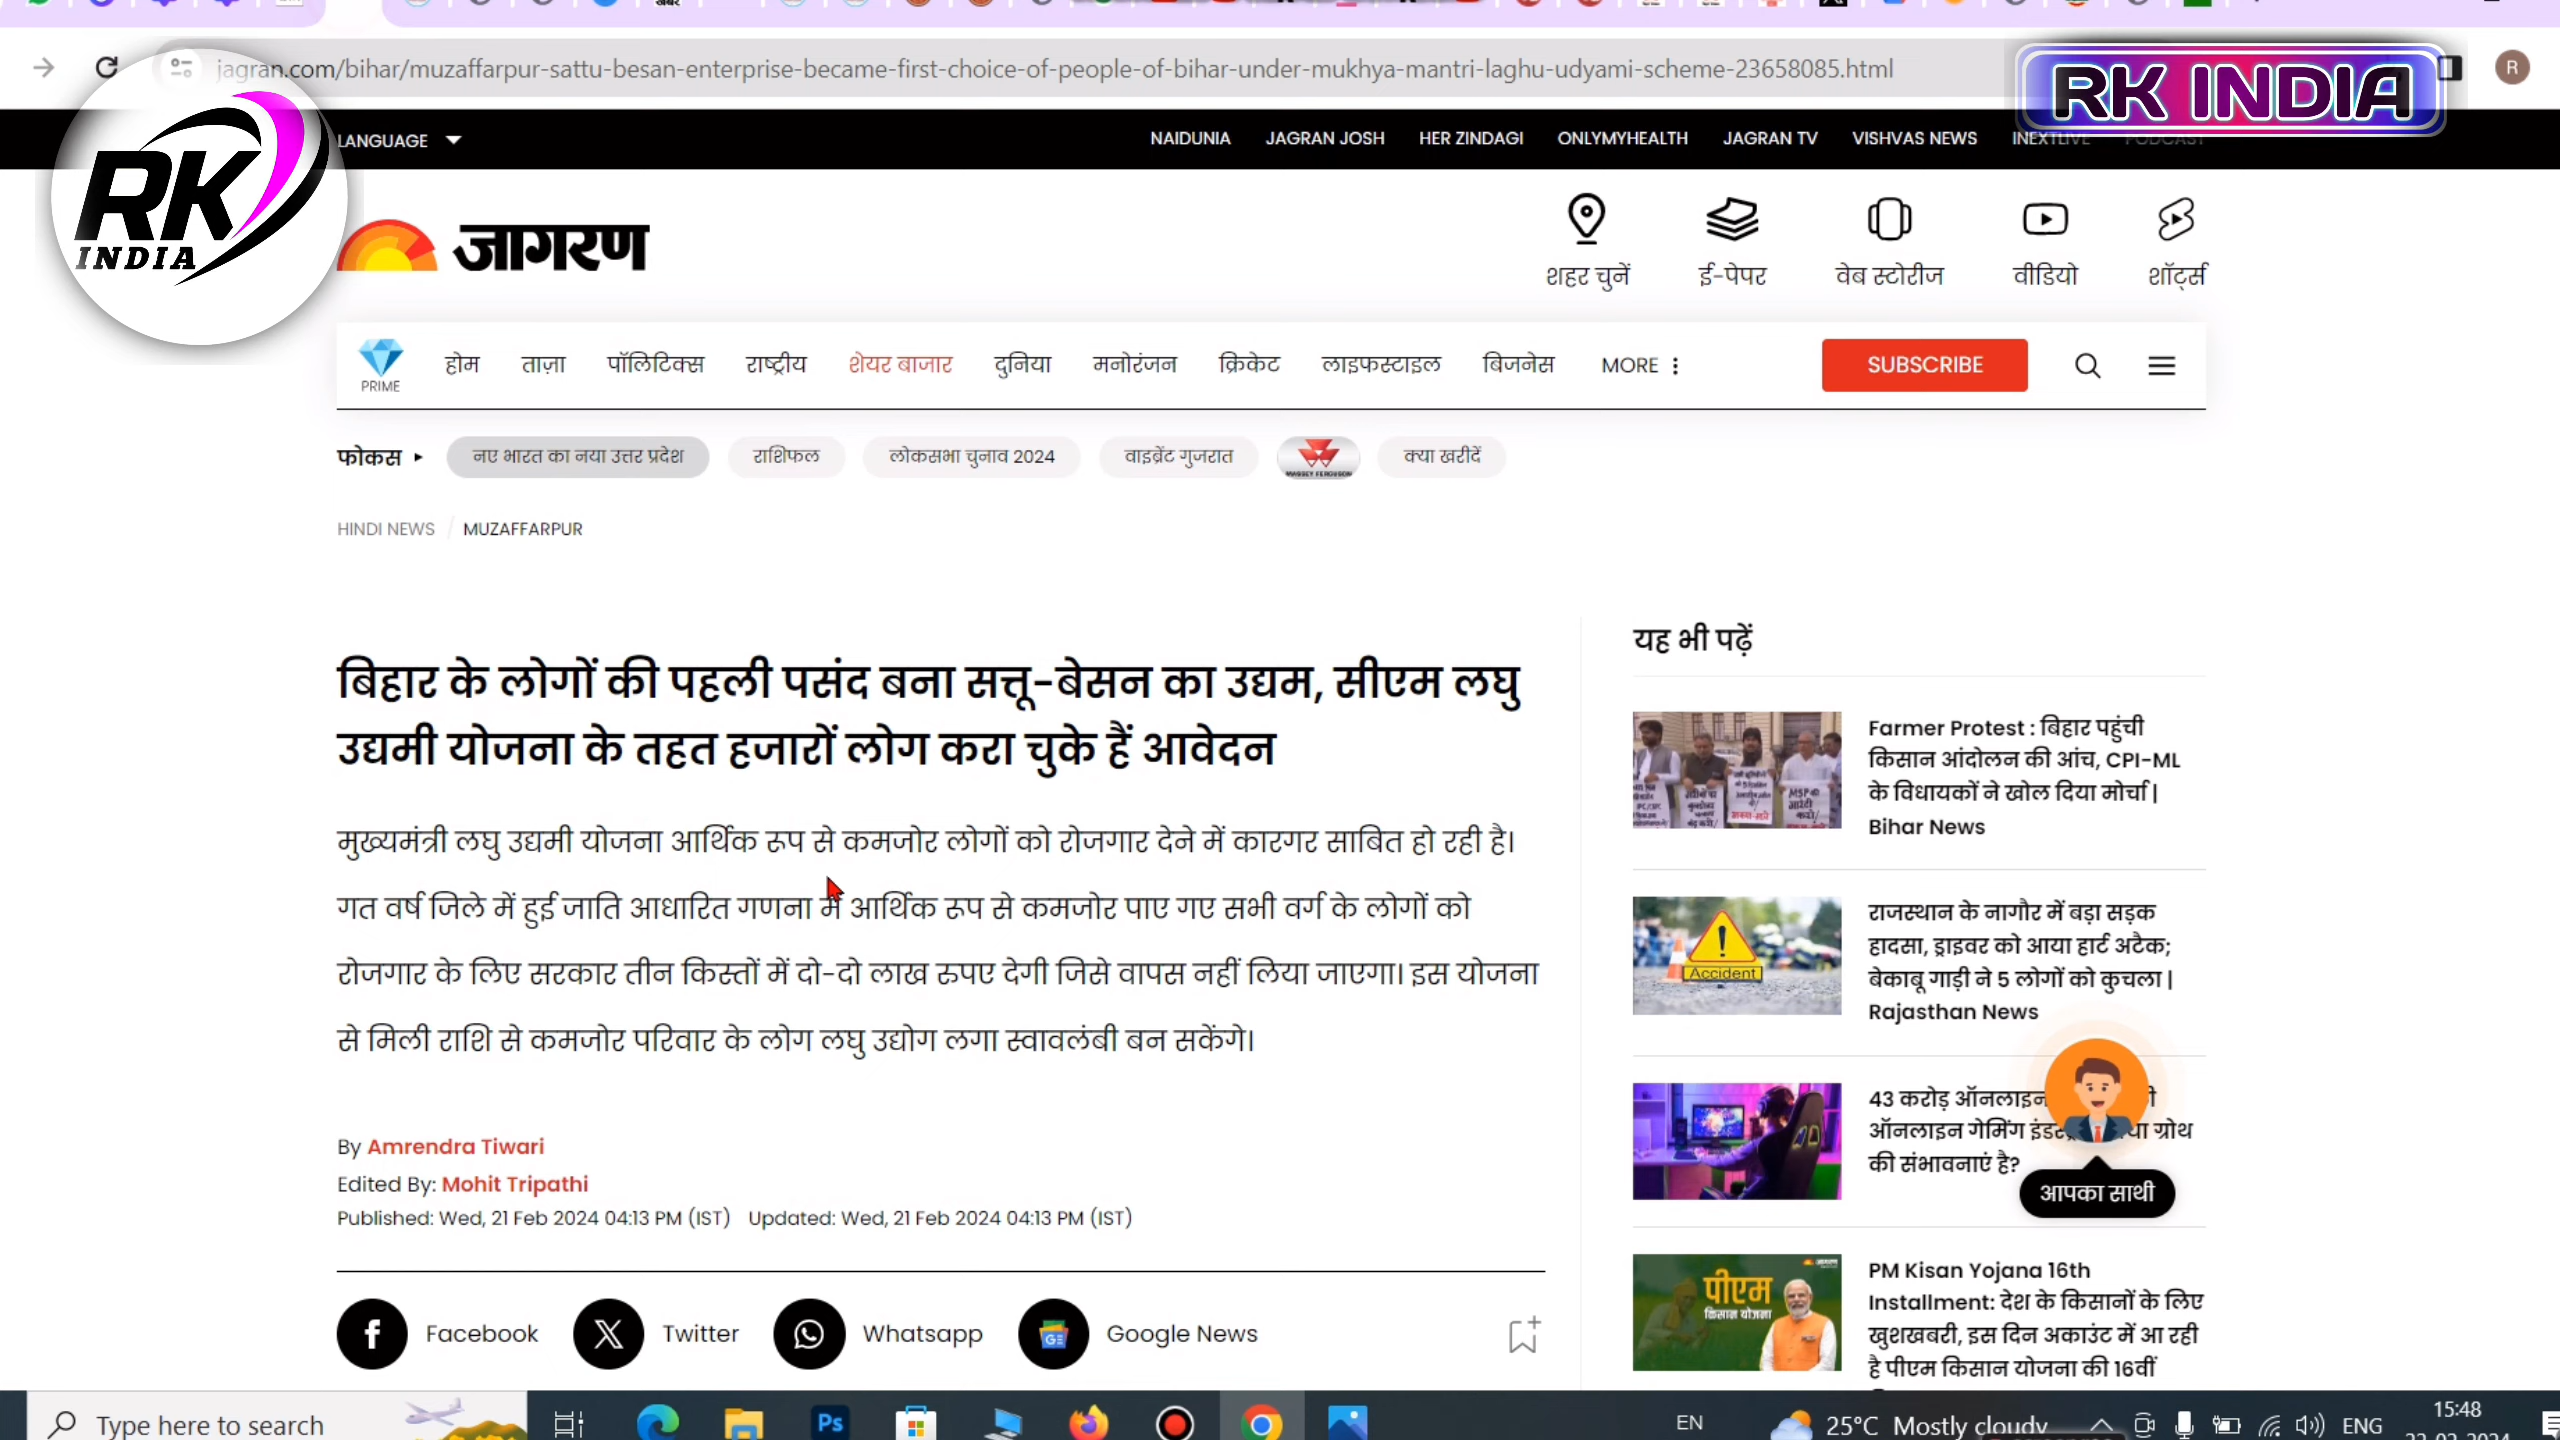 jagran.com/bihar/muzaffarpur-sattu-besan-enterprise-became-first-choice-of-people-of-bihar-under-mukhya-mantri-laghu-udyami-scheme-23658085.html
R
RK INDIA
RK
INDIA
LANGUAGE
NAIDUNIA JAGRAN JOSH HER ZINDAGI ONLYMYHEALTH JAGRAN TV VISHVAS NEWS INEXTLIVE PODCAST
जागरण
शहर चुनें ई-पेपर वेब स्टोरीज वीडियो शॉर्ट्स
PRIME
होम ताज़ा पॉलिटिक्स राष्ट्रीय शेयर बाजार दुनिया मनोरंजन क्रिकेट लाइफस्टाइल बिजनेस MORE SUBSCRIBE
फोकस नए भारत का नया उत्तर प्रदेश राशिफल लोकसभा चुनाव 2024 वाइब्रेंट गुजरात MASSEY FERGUSON क्या खरीदें
HINDI NEWS / MUZAFFARPUR
बिहार के लोगों की पहली पसंद बना सत्तू-बेसन का उद्यम, सीएम लघु
उद्यमी योजना के तहत हजारों लोग करा चुके हैं आवेदन
मुख्यमंत्री लघु उद्यमी योजना आर्थिक रूप से कमजोर लोगों को रोजगार देने में कारगर साबित हो रही है।
गत वर्ष जिले में हुई जाति आधारित गणना में आर्थिक रूप से कमजोर पाए गए सभी वर्ग के लोगों को
रोजगार के लिए सरकार तीन किस्तों में दो-दो लाख रुपए देगी जिसे वापस नहीं लिया जाएगा। इस योजना
से मिली राशि से कमजोर परिवार के लोग लघु उद्योग लगा स्वावलंबी बन सकेंगे।
By Amrendra Tiwari
Edited By: Mohit Tripathi
Published: Wed, 21 Feb 2024 04:13 PM (IST) Updated: Wed, 21 Feb 2024 04:13 PM (IST)
Facebook Twitter Whatsapp Google News
यह भी पढ़ें
Farmer Protest : बिहार पहुंची
किसान आंदोलन की आंच, CPI-ML
के विधायकों ने खोल दिया मोर्चा |
Bihar News
Accident
राजस्थान के नागौर में बड़ा सड़क
हादसा, ड्राइवर को आया हार्ट अटैक;
बेकाबू गाड़ी ने 5 लोगों को कुचला |
Rajasthan News
43 करोड़ ऑनलाइन
ऑनलाइन गेमिंग ग्रोथ
की संभावनाएं है?
आपका साथी
पीएम
किसान योजना
PM Kisan Yojana 16th
Installment: देश के किसानों के लिए
खुशखबरी, इस दिन अकाउंट में आ रही
है पीएम किसान योजना की 16वीं
Type here to search
Ps
EN
25°C Mostly cloudy
ENG
15:48